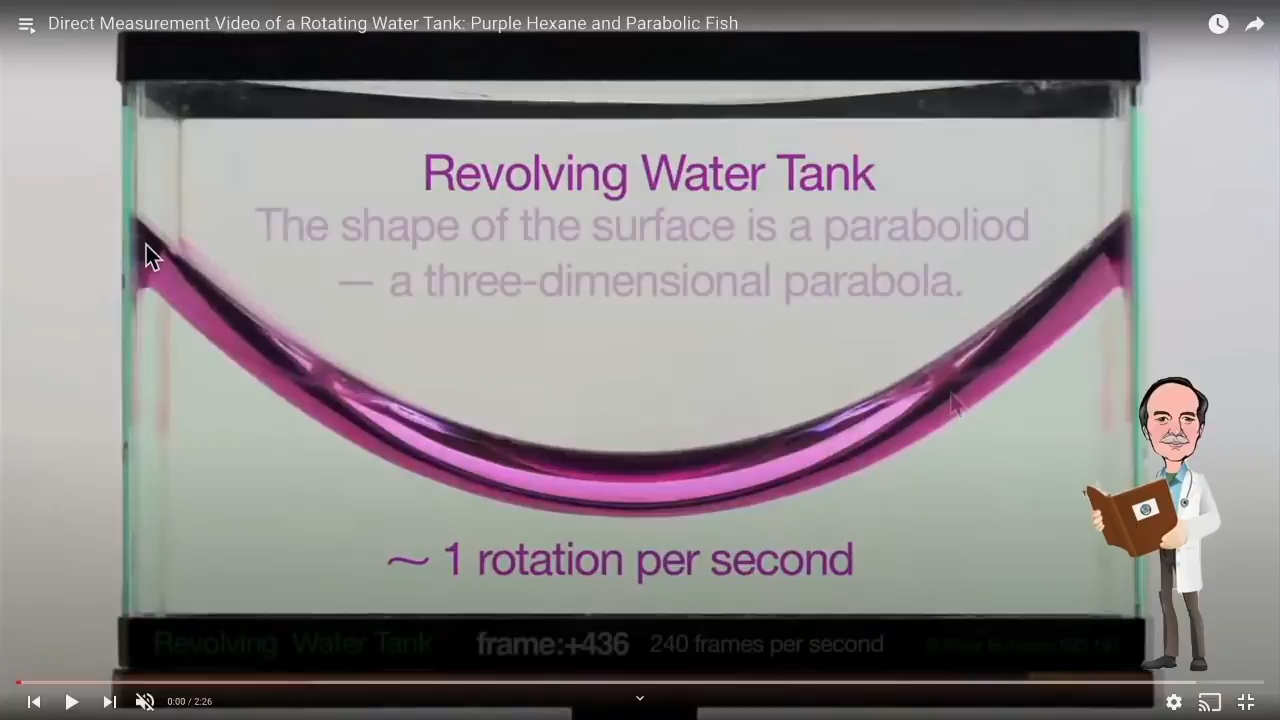 Direct Measurement Video of a Rotating Water Tank: Purple Hexane and Parabolic Fish
Revolving Water Tank
The shape of the surface is a paraboliod
— a three-dimensional parabola.
~ 1 rotation per second
Revolving Water Tank frame:+436 240 frames per second
0:00 / 2:26